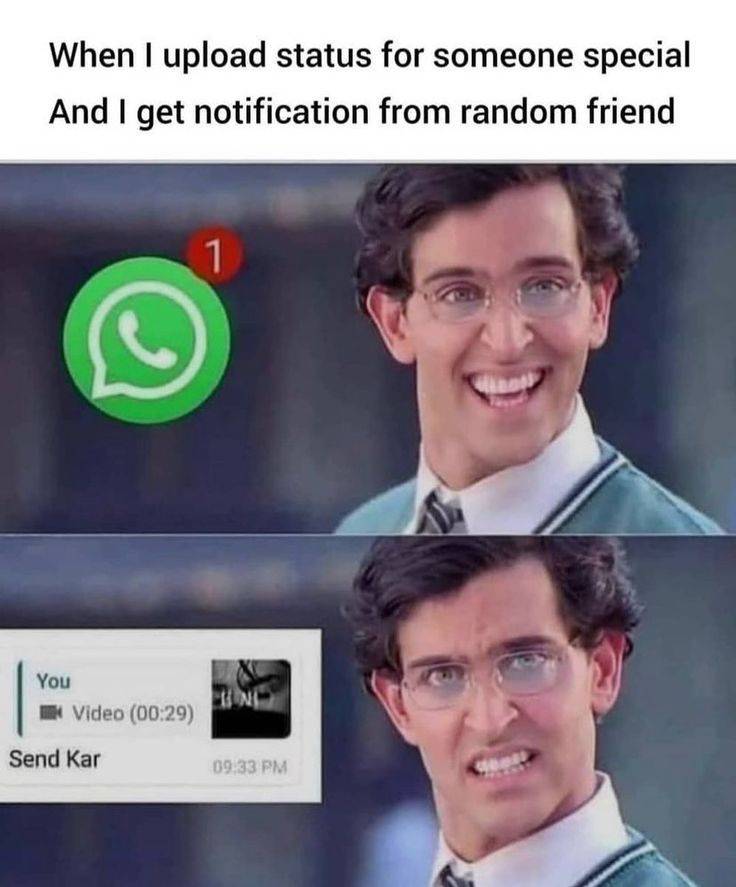 When I upload status for someone special
And I get notification from random friend
1
You
Video (00:29)
Send Kar
09:33 PM